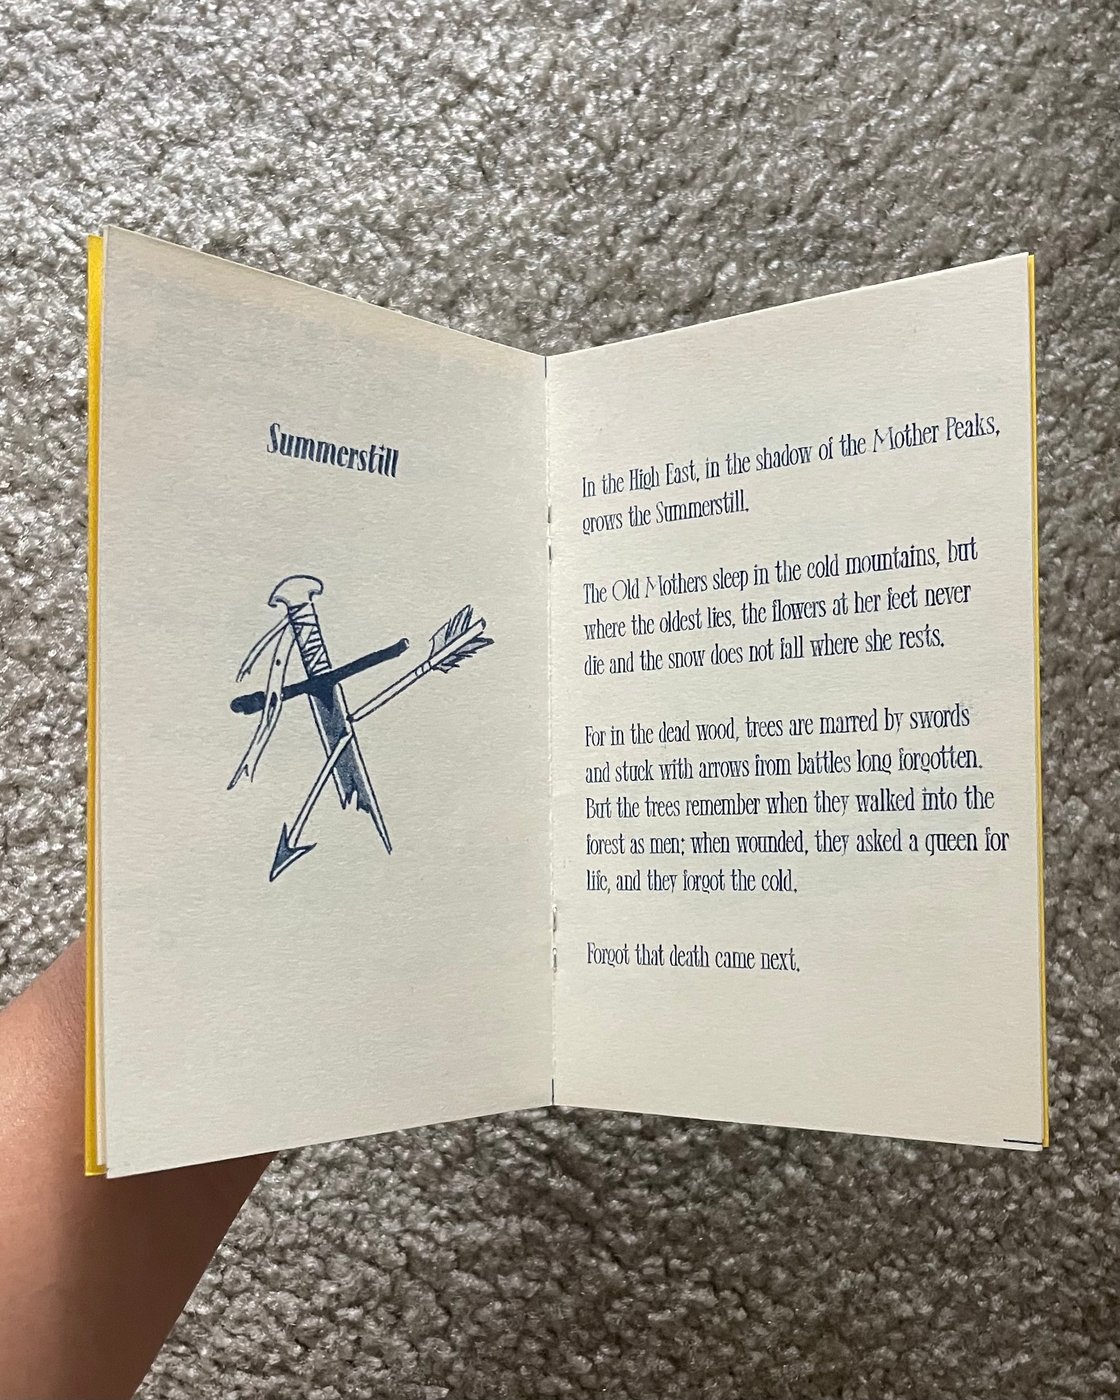 Summerstill
In the High East, in the shadow of the Mother Peaks,
grows the Summerstill.
The Old Mothers sleep in the cold mountains, but
where the oldest lies, the flowers at her feet never
die and the snow does not fall where she rests.
For in the dead wood, trees are marred by swords
and stuck with arrows from battles long forgotten.
But the trees remember when they walked into the
forest as men; when wounded, they asked a queen for
life, and they forgot the cold.
Forgot that death came next.